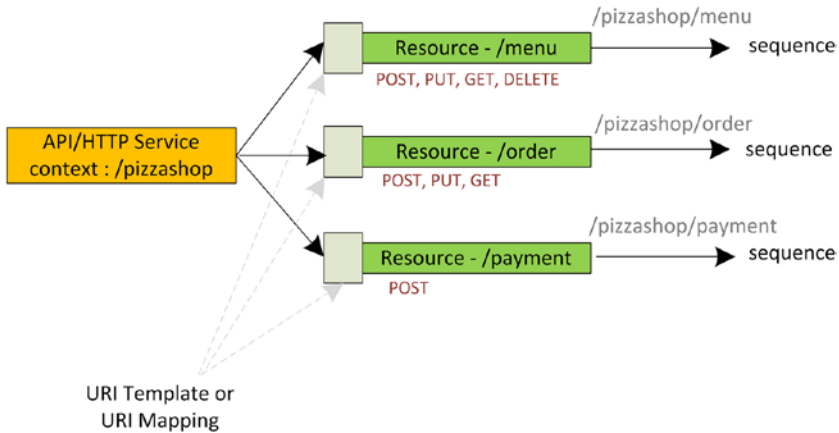 /pizzashop/menu
Resource - /menu
sequence
POST, PUT, GET, DELETE
/pizzashop/order
API/HTTP Service
context : /pizzashop
Resource - /order
sequence
POST, PUT, GET
/pizzashop/payment
Resource - /payment
sequence
POST
URI Template or
URI Mapping